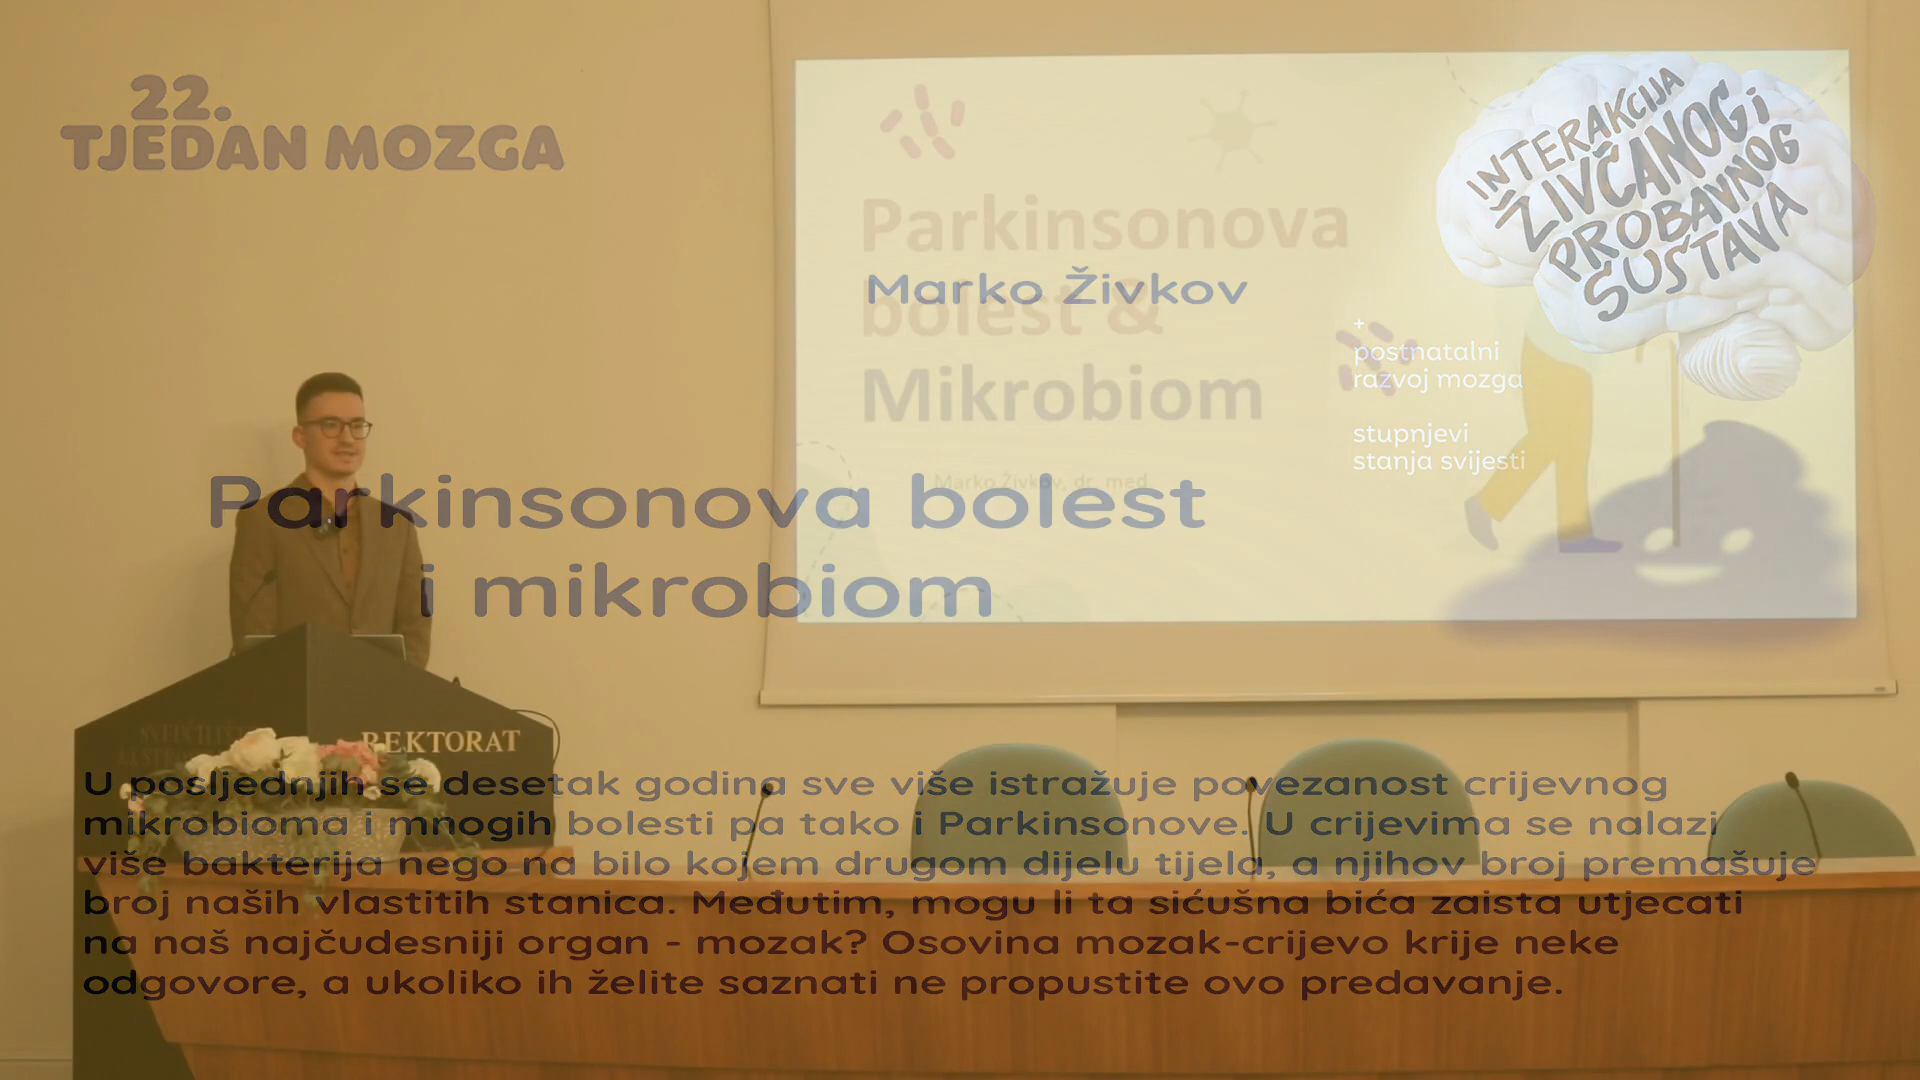 22.
TJEDAN MOZGA
INTERAKCIJA
ŽIVČANOG i
PROBAVNOG
SUSTAVA
Parkinsonova
bolest &
Mikrobiom
Marko Živkov, dr. med.
Marko Živkov
+
postnatalni
razvoj mozga
stupnjevi
stanja svijesti
Parkinsonova bolest
i mikrobiom
REKTORAT
U posljednjih se desetak godina sve više istražuje povezanost crijevnog
mikrobioma i mnogih bolesti pa tako i Parkinsonove. U crijevima se nalazi
više bakterija nego na bilo kojem drugom dijelu tijela, a njihov broj premašuje
broj naših vlastitih stanica. Međutim, mogu li ta sićušna bića zaista utjecati
na naš najčudesniji organ - mozak? Osovina mozak-crijevo krije neke
odgovore, a ukoliko ih želite saznati ne propustite ovo predavanje.